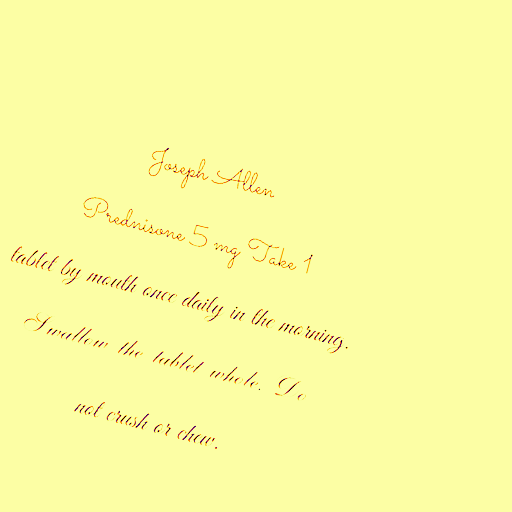 Joseph Allen
Prednisone 5 mg Take 1
tablet by mouth once daily in the morning.
Swallow the tablet whole. Do
not crush or chew.